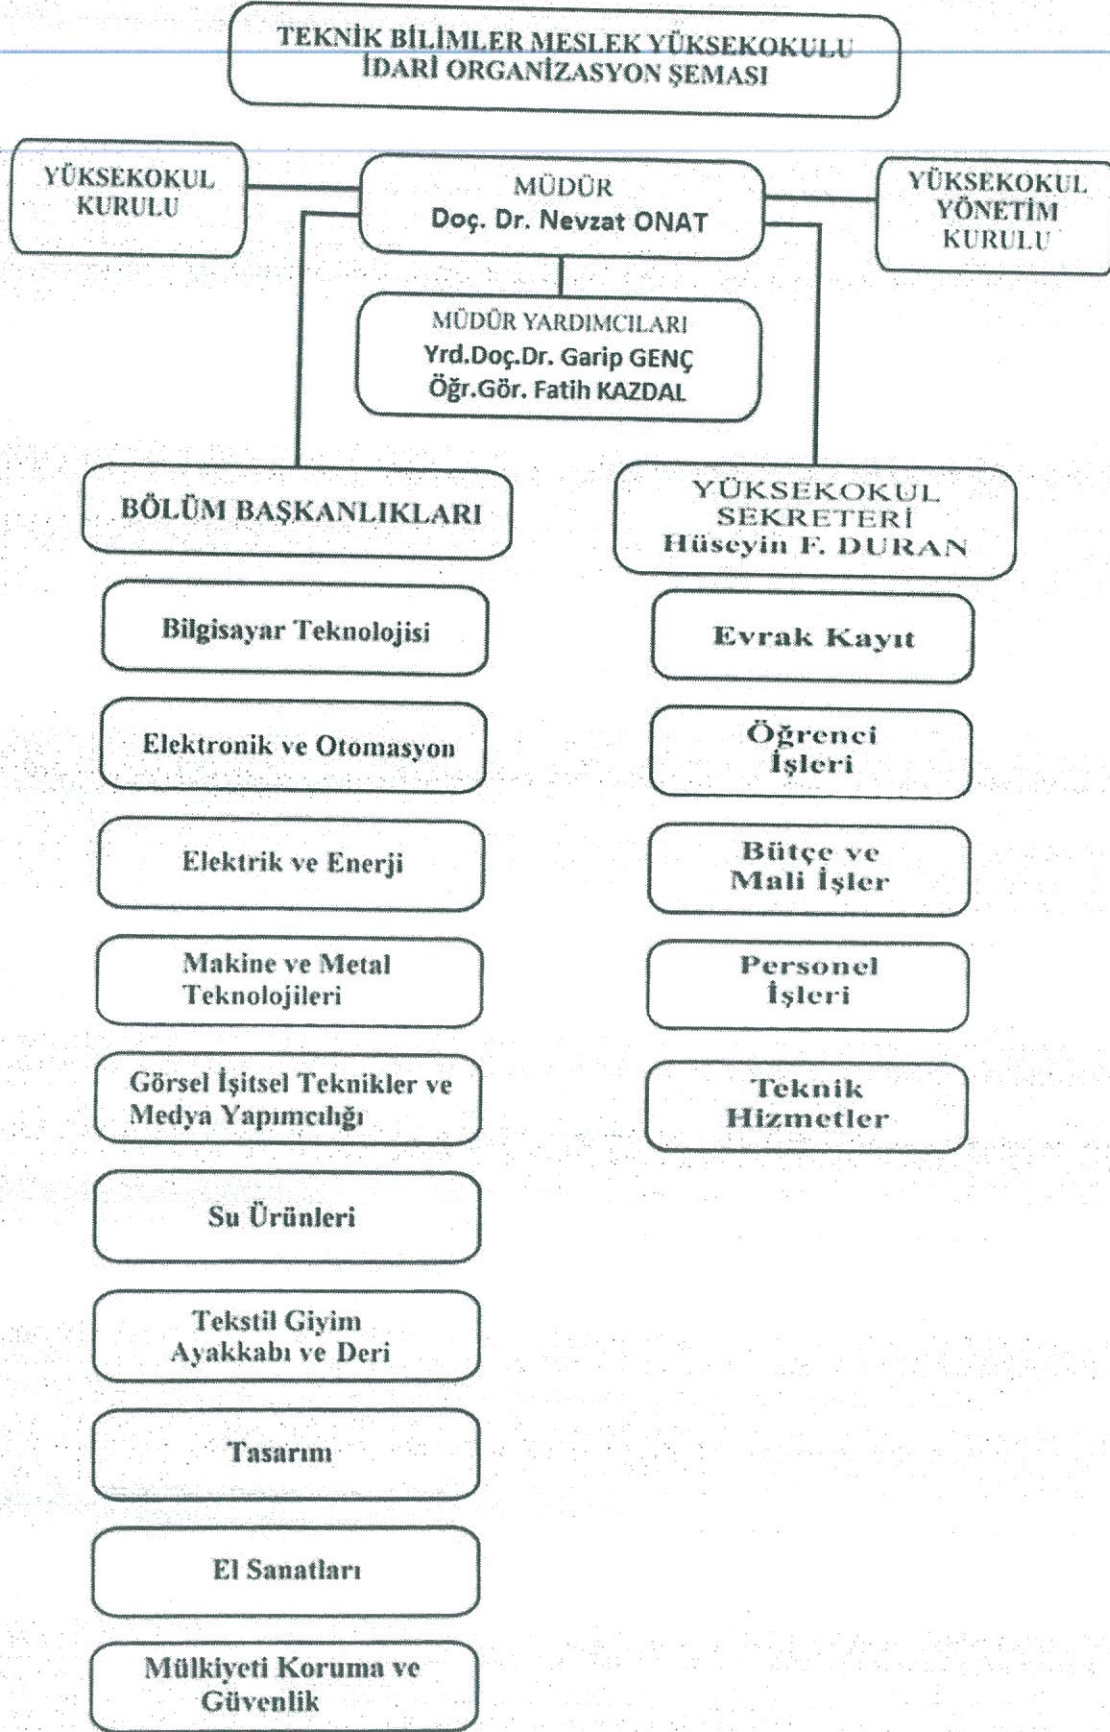 TEKNİK BİLİMLER MESLEK YÜKSEKOKULU
İDARİ ORGANİZASYON ŞEMASI
YÜKSEKOKUL
KURULU
MÜDÜR
Doç. Dr. Nevzat ONAT
YÜKSEKOKUL
YÖNETİM
KURULU
MÜDÜR YARDIMCILARI
Yrd.Doç.Dr. Garip GENÇ
Öğr.Gör. Fatih KAZDAL
BÖLÜM BAŞKANLIKLARI
Bilgisayar Teknolojisi
Elektronik ve Otomasyon
Elektrik ve Enerji
Makine ve Metal
Teknolojileri
Görsel İşitsel Teknikler ve
Medya Yapımcılığı
Su Ürünleri
Tekstil Giyim
Ayakkabı ve Deri
Tasarım
El Sanatları
Mülkiyeti Koruma ve
Güvenlik
YÜKSEKOKUL
SEKRETERİ
Hüseyin F. DURAN
Evrak Kayıt
Öğrenci
İşleri
Bütçe ve
Mali İşler
Personel
İşleri
Teknik
Hizmetler